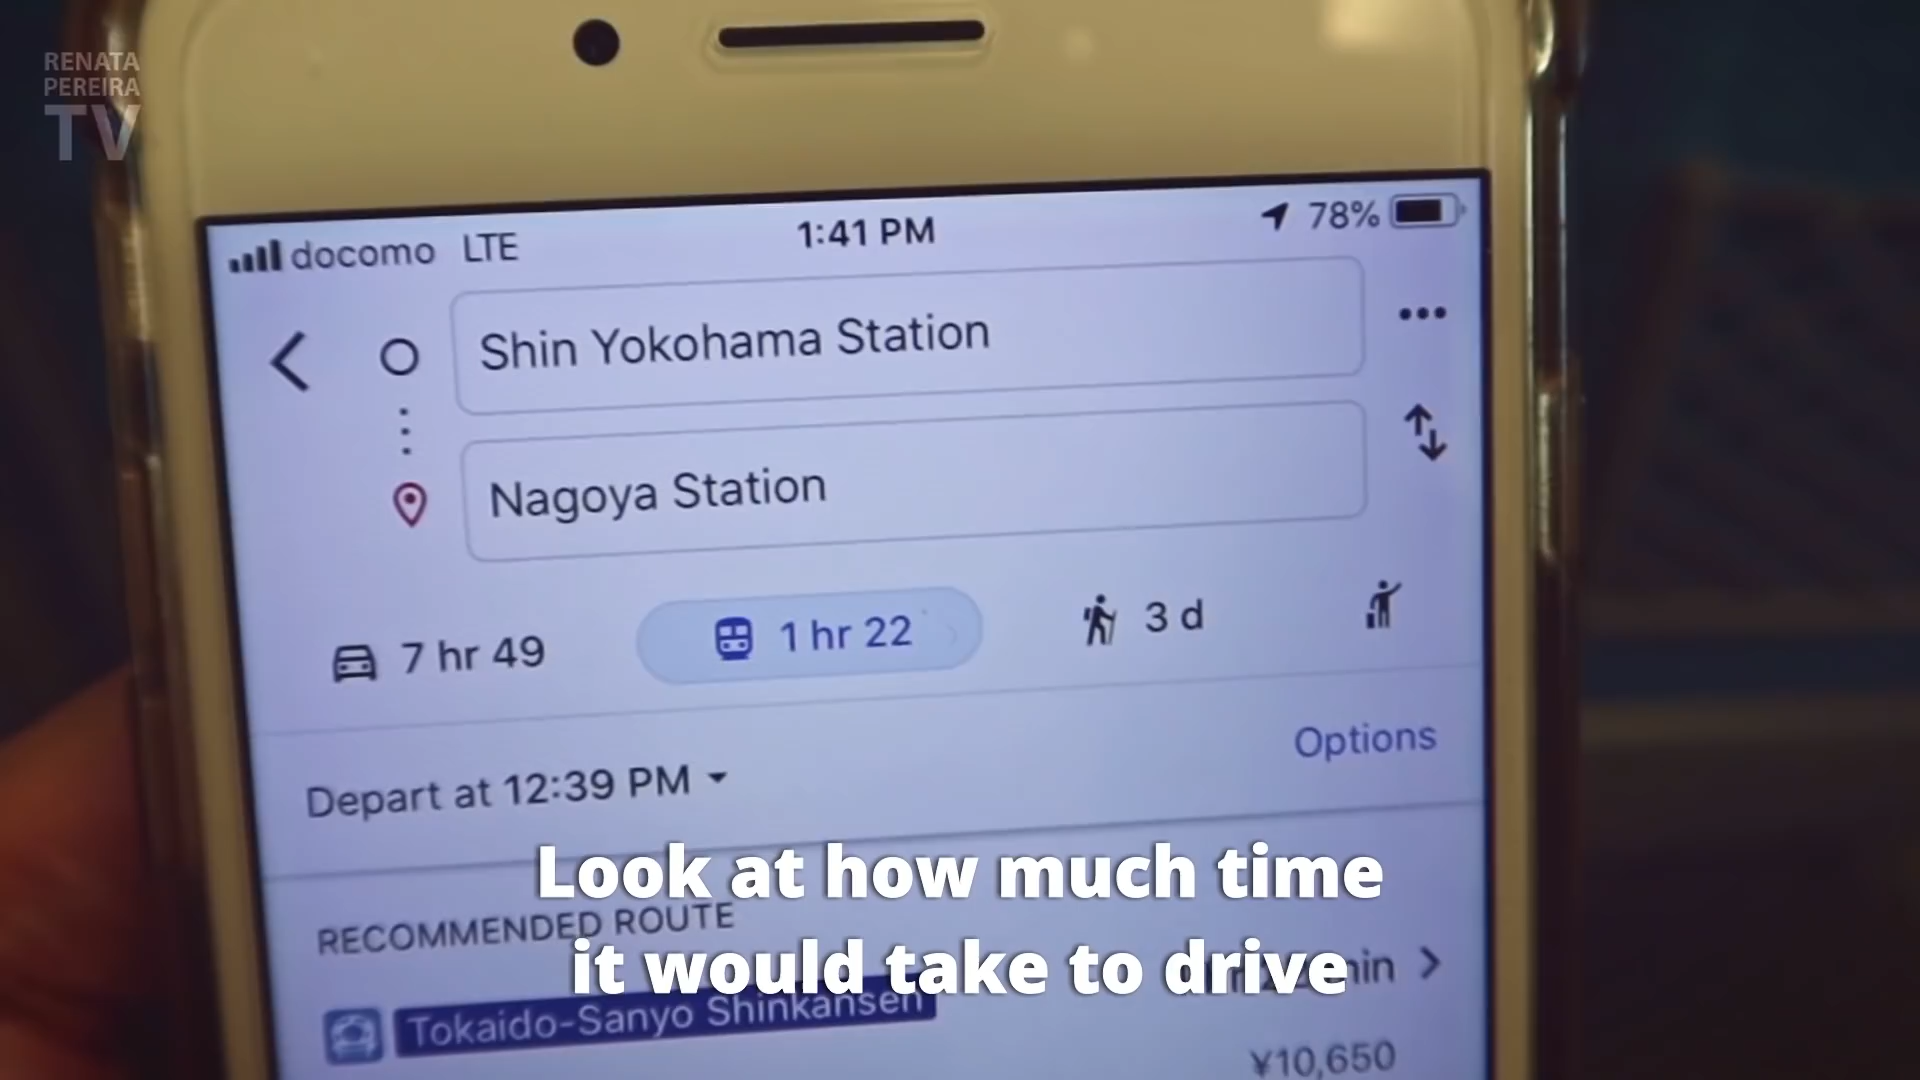 RENATA
PEREIRA
TV
docomo LTE 1:41 PM 78%
Shin Yokohama Station
Nagoya Station
7 hr 49 1 hr 22 3 d
Depart at 12:39 PM Options
RECOMMENDED ROUTE
Look at how much time
it would take to drive
Tokaido-Sanyo Shinkansen
¥10,650